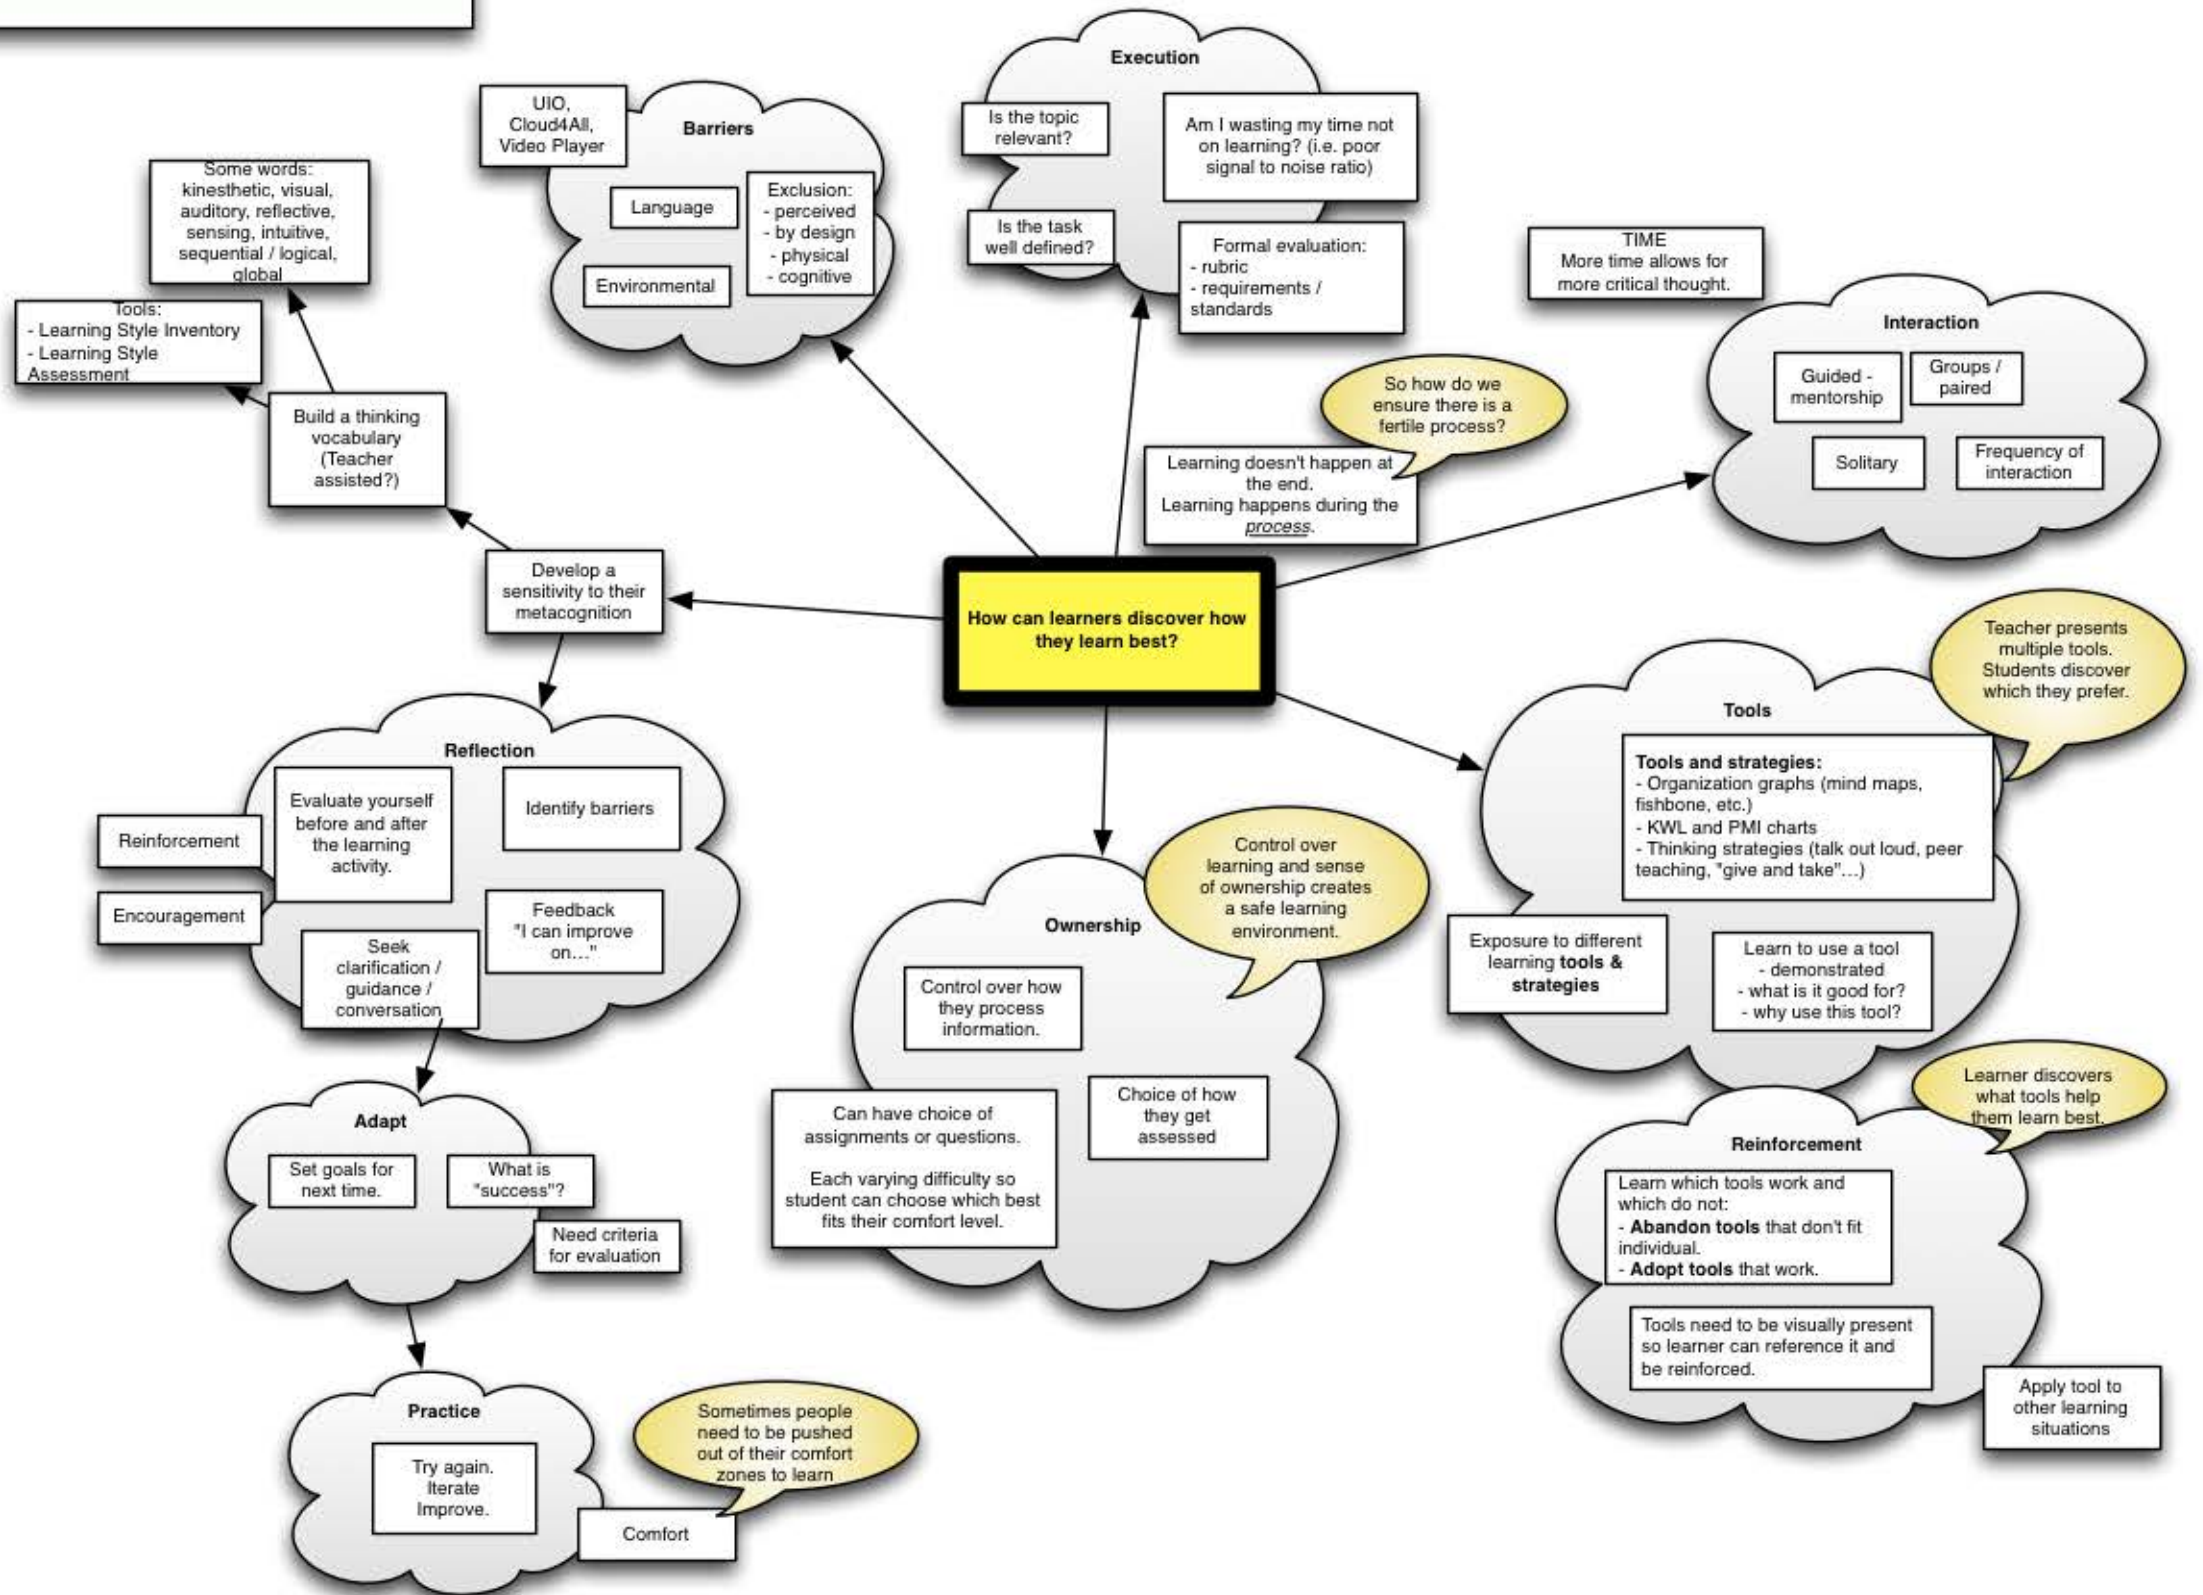 Execution
Is the topic
relevant?
Am I wasting my time not
on learning? (i.e. poor
signal to noise ratio)
Is the task
well defined?
Formal evaluation:
- rubric
- requirements /
standards
UIO,
Cloud4All,
Video Player
Barriers
Language
Exclusion:
- perceived
- by design
- physical
- cognitive
Environmental
Some words:
kinesthetic, visual,
auditory, reflective,
sensing, intuitive,
sequential / logical,
global
Tools:
- Learning Style Inventory
- Learning Style
Assessment
Build a thinking
vocabulary
(Teacher
assisted?)
TIME
More time allows for
more critical thought.
Interaction
Guided -
mentorship
Groups /
paired
Solitary
Frequency of
interaction
So how do we
ensure there is a
fertile process?
Learning doesn't happen at
the end.
Learning happens during the
process.
Develop a
sensitivity to their
metacognition
How can learners discover how
they learn best?
Teacher presents
multiple tools.
Students discover
which they prefer.
Tools
Tools and strategies:
- Organization graphs (mind maps,
fishbone, etc.)
- KWL and PMI charts
- Thinking strategies (talk out loud, peer
teaching, "give and take"...)
Exposure to different
learning tools &
strategies
Learn to use a tool
- demonstrated
- what is it good for?
- why use this tool?
Reflection
Evaluate yourself
before and after
the learning
activity.
Identify barriers
Reinforcement
Encouragement
Feedback
"I can improve
on..."
Seek
clarification /
guidance /
conversation
Control over
learning and sense
of ownership creates
a safe learning
environment.
Ownership
Control over how
they process
information.
Can have choice of
assignments or questions.
Each varying difficulty so
student can choose which best
fits their comfort level.
Choice of how
they get
assessed
Learner discovers
what tools help
them learn best.
Reinforcement
Learn which tools work and
which do not:
- Abandon tools that don't fit
individual.
- Adopt tools that work.
Tools need to be visually present
so learner can reference it and
be reinforced.
Apply tool to
other learning
situations
Adapt
Set goals for
next time.
What is
"success"?
Need criteria
for evaluation
Practice
Try again.
Iterate
Improve.
Sometimes people
need to be pushed
out of their comfort
zones to learn
Comfort